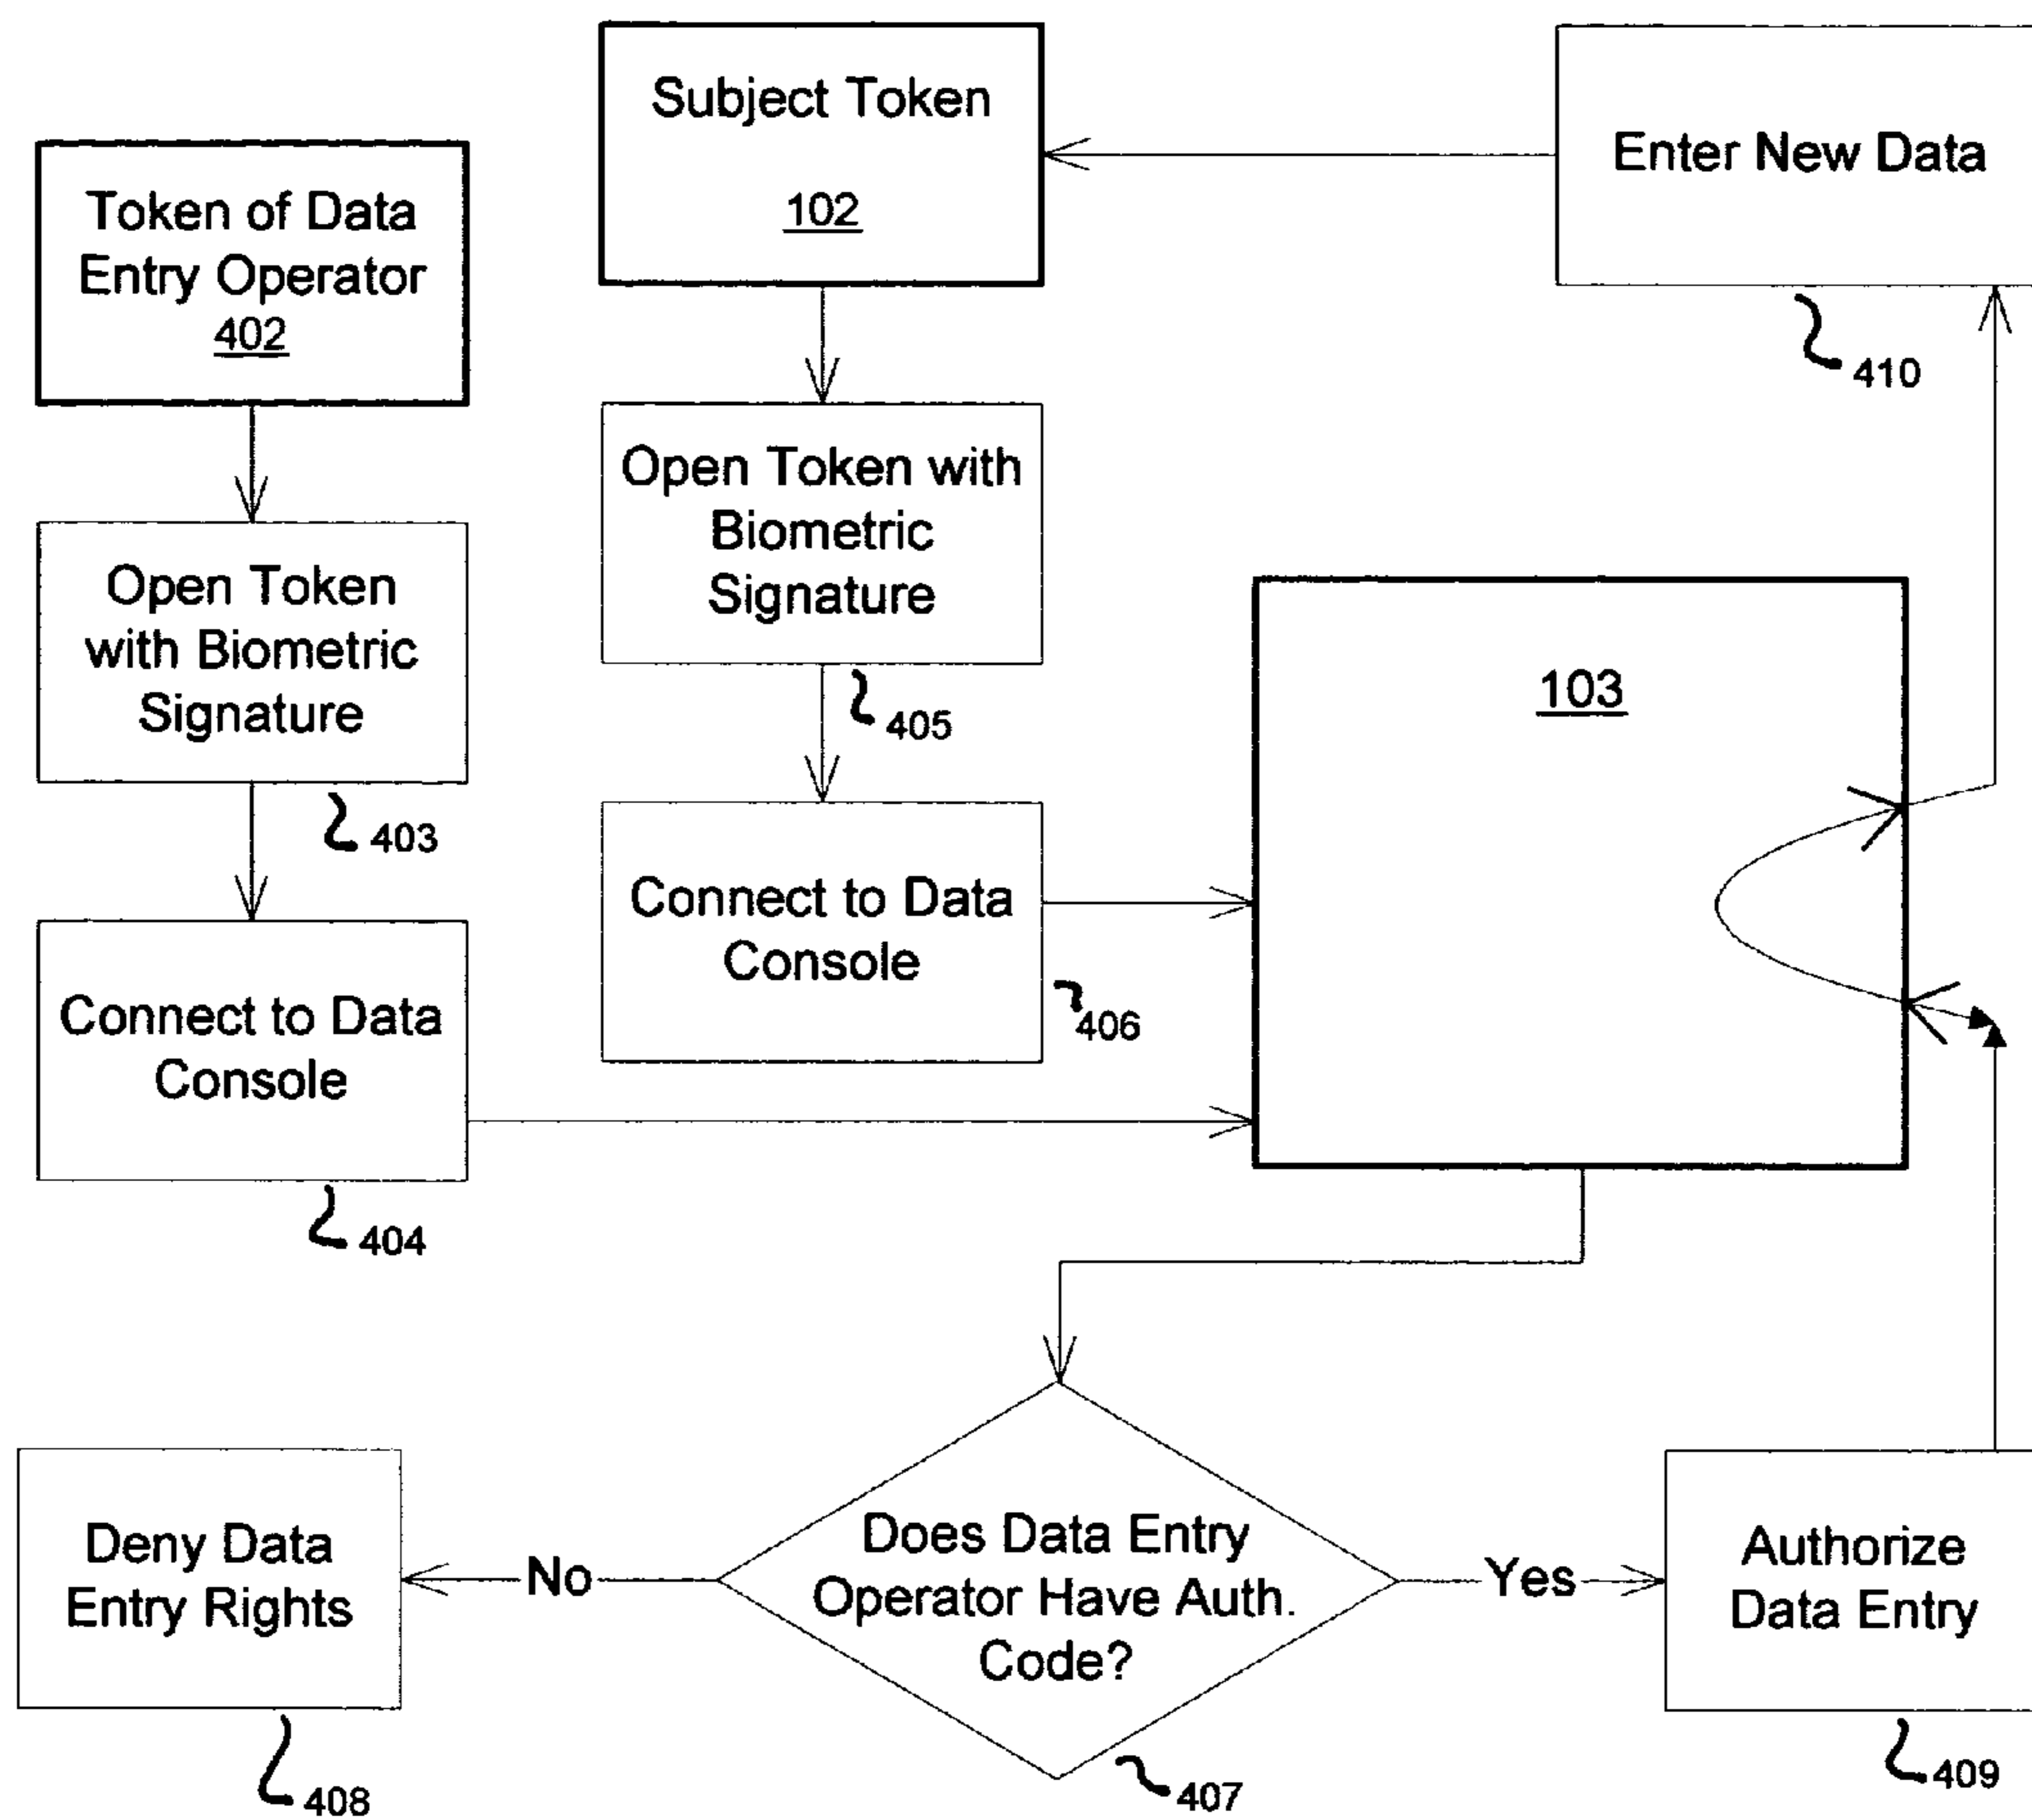 Subject Token
102
Enter New Data
410
Token of Data
Entry Operator
402
Open Token with
Biometric
Signature
405
Open Token
with Biometric
Signature
403
103
Connect to Data
Console
406
Connect to Data
Console
404
Does Data Entry
Operator Have Auth.
Code?
407
No
Yes
Deny Data
Entry Rights
408
Authorize
Data Entry
409